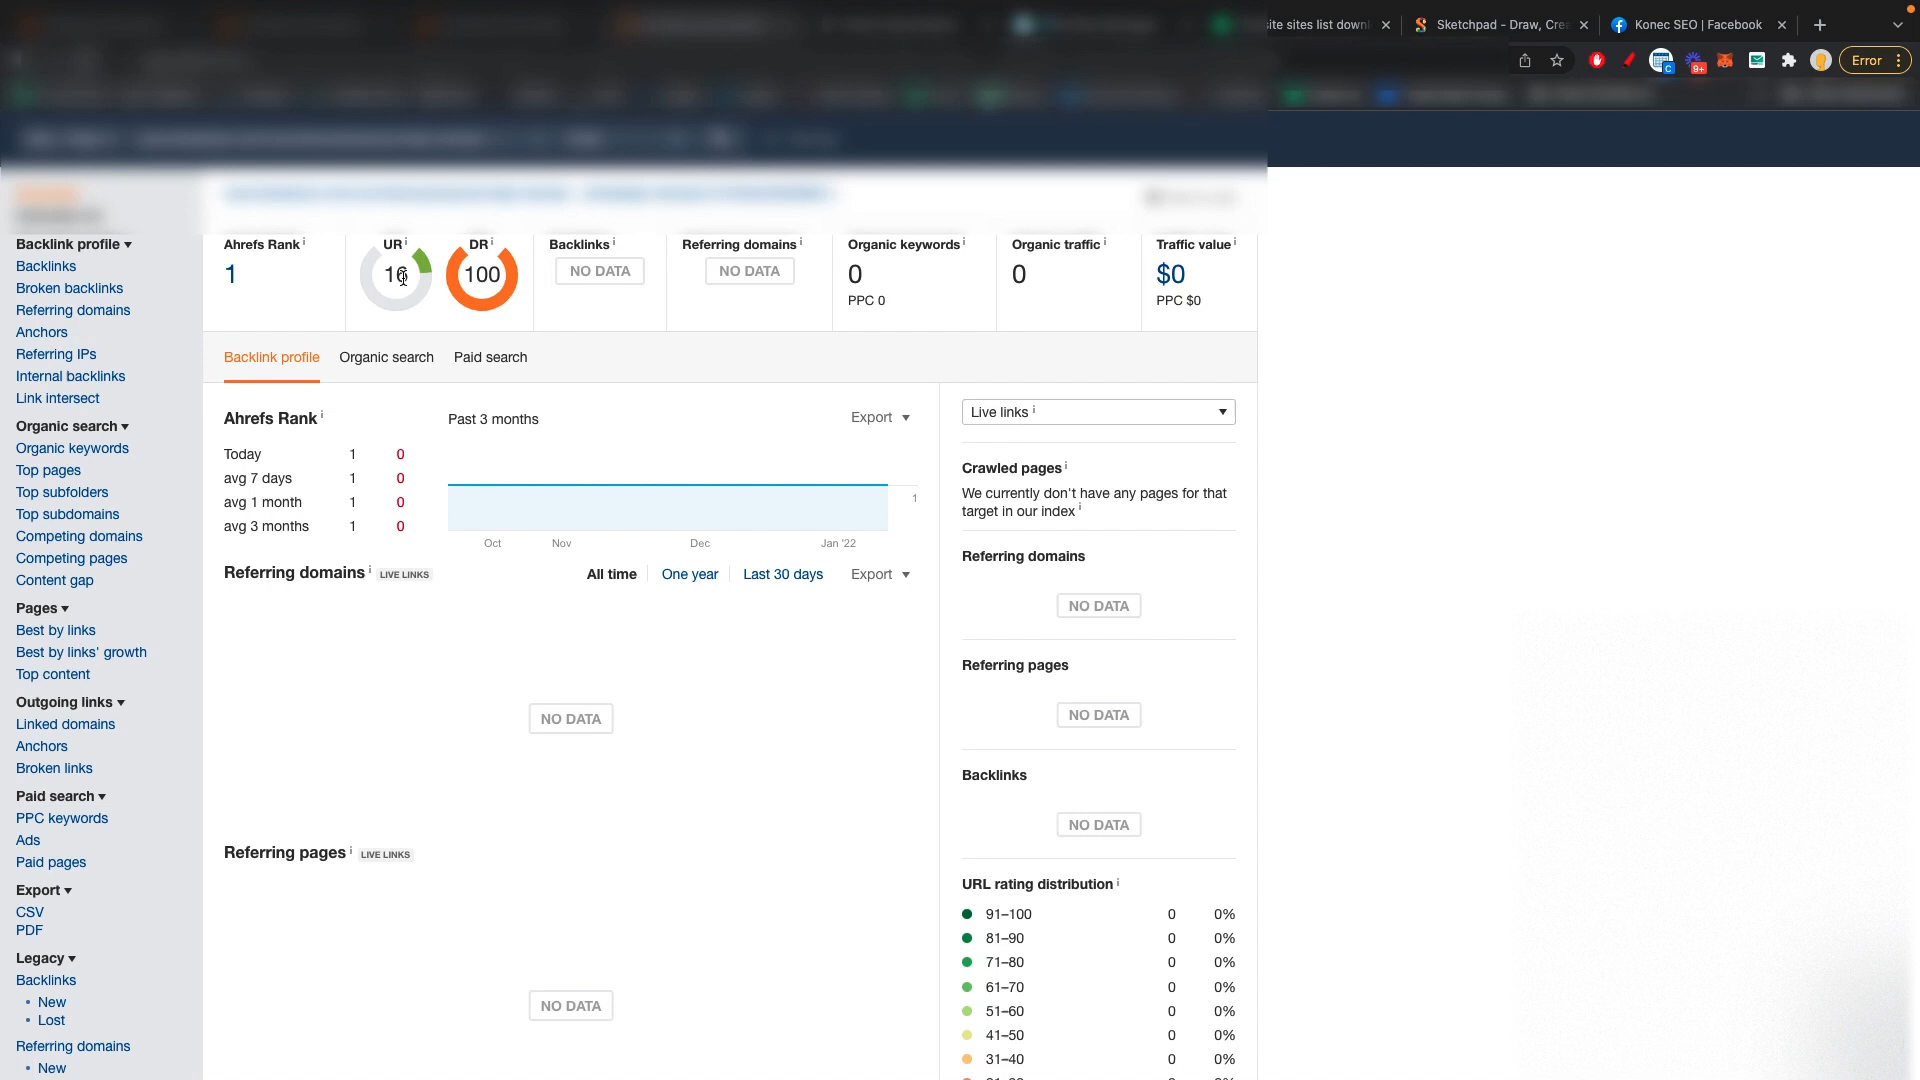 site sites list downl
Sketchpad - Draw, Crea
Konec SEO | Facebook
C
9+
Error
Ahrefs Rank i
UR i
DR i
Backlinks i
Referring domains i
Organic keywords i
Organic traffic i
Traffic value i
1
16
100
NO DATA
NO DATA
0
0
$0
PPC 0
PPC $0
Backlink profile
Backlinks
Broken backlinks
Referring domains
Anchors
Referring IPs
Internal backlinks
Link intersect
Organic search
Organic keywords
Top pages
Top subfolders
Top subdomains
Competing domains
Competing pages
Content gap
Pages
Best by links
Best by links' growth
Top content
Outgoing links
Linked domains
Anchors
Broken links
Paid search
PPC keywords
Ads
Paid pages
Export
CSV
PDF
Legacy
Backlinks
• New
• Lost
Referring domains
• New
Backlink profile
Organic search
Paid search
Ahrefs Rank i
Past 3 months
Export
Today 1 0
avg 7 days 1 0
avg 1 month 1 0
avg 3 months 1 0
1
Oct Nov Dec Jan '22
Referring domains i LIVE LINKS
All time One year Last 30 days Export
NO DATA
Referring pages i LIVE LINKS
NO DATA
Live links i
Crawled pages i
We currently don't have any pages for that
target in our index i
Referring domains
NO DATA
Referring pages
NO DATA
Backlinks
NO DATA
URL rating distribution i
91–100 0 0%
81–90 0 0%
71–80 0 0%
61–70 0 0%
51–60 0 0%
41–50 0 0%
31–40 0 0%